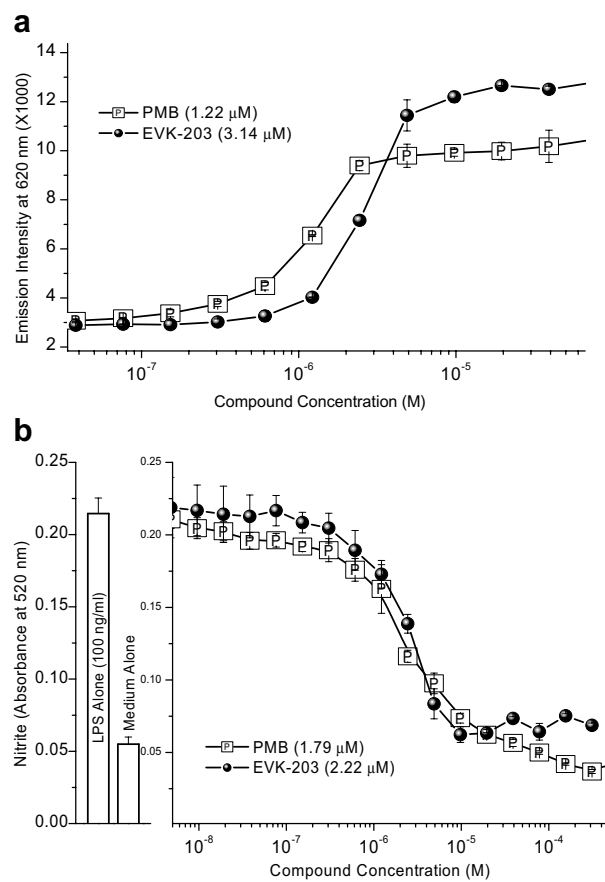 a
14
12
10
8
6
4
2
Emission Intensity at 620 nm (X1000)
PMB (1.22 μM)
EVK-203 (3.14 μM)
10-7
10-6
10-5
Compound Concentration (M)
b
0.25
0.20
0.15
0.10
0.05
0.00
Nitrite (Absorbance at 520 nm)
LPS Alone (100 ng/ml)
Medium Alone
0.25
0.20
0.15
0.10
0.05
PMB (1.79 μM)
EVK-203 (2.22 μM)
10-8
10-7
10-6
10-5
10-4
Compound Concentration (M)